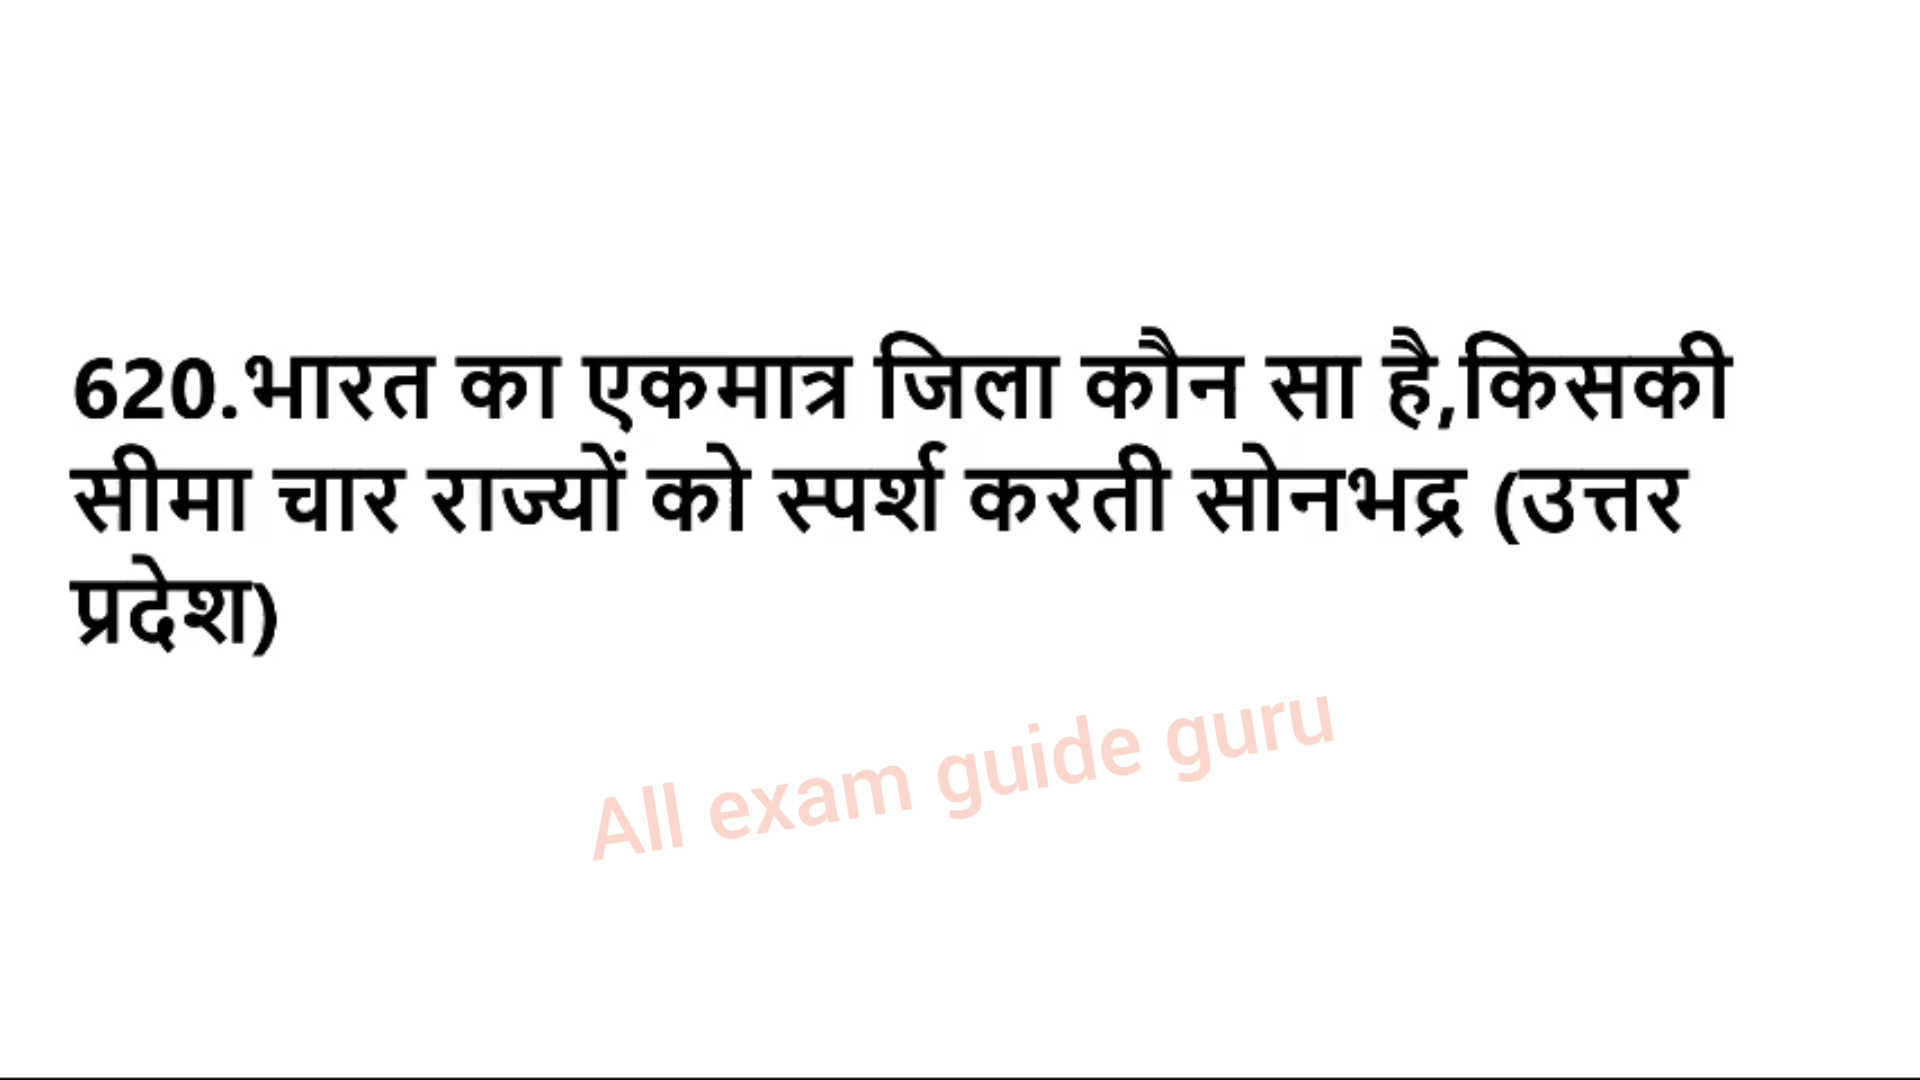 620.भारत का एकमात्र जिला कौन सा है,किसकी
सीमा चार राज्यों को स्पर्श करती सोनभद्र (उत्तर
प्रदेश)
All exam guide guru